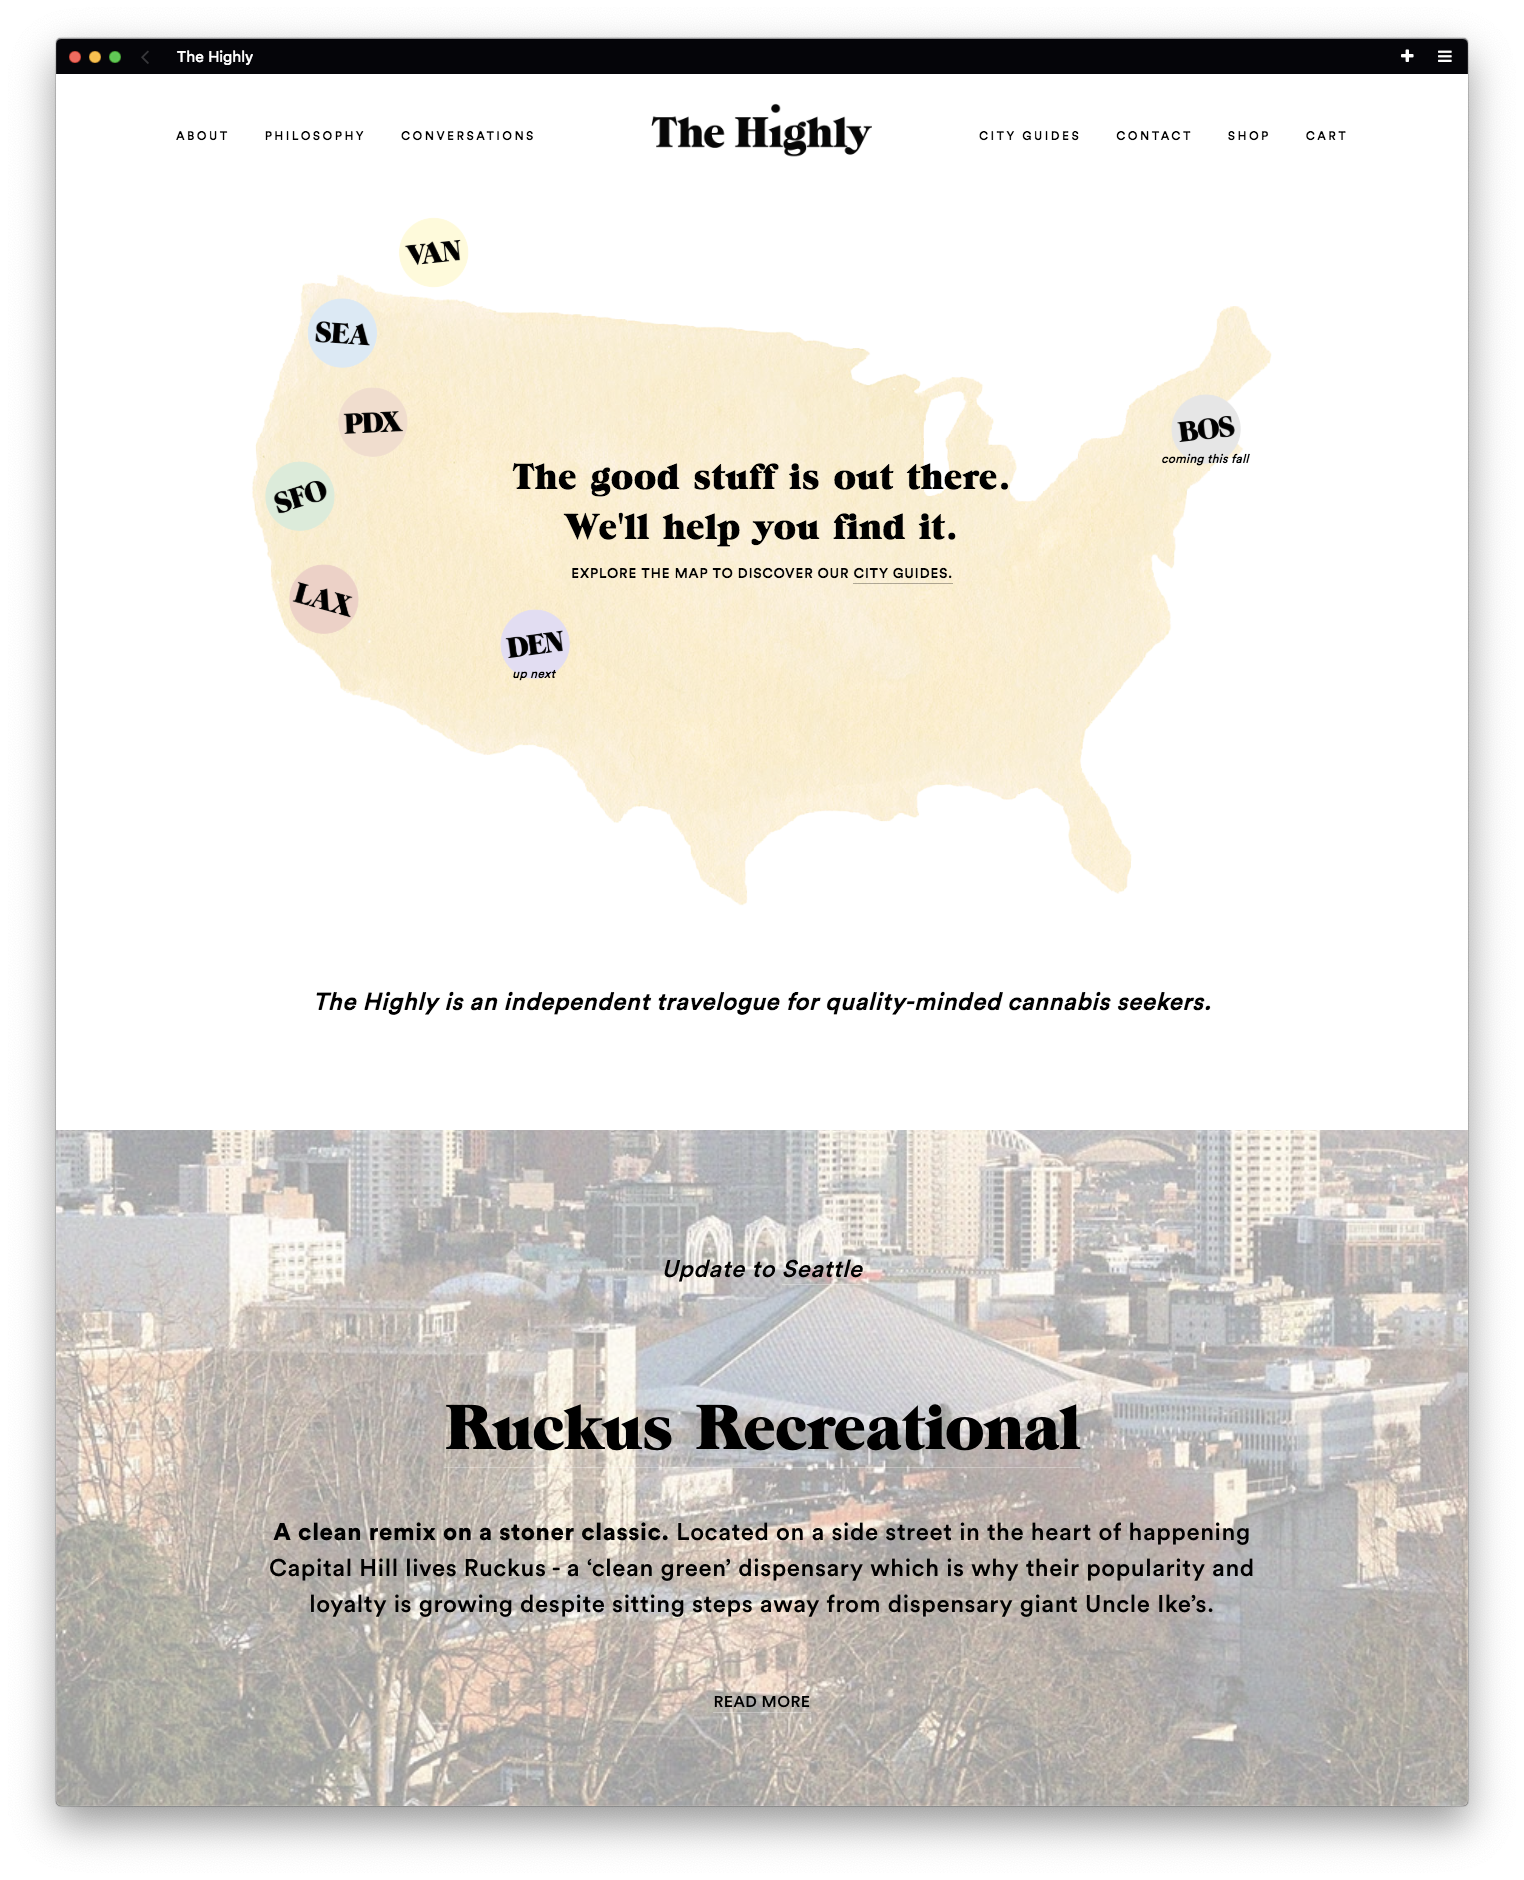 The Highly
ABOUT PHILOSOPHY CONVERSATIONS The Highly CITY GUIDES CONTACT SHOP CART
VAN
SEA
PDX
BOS
coming this fall
The good stuff is out there.
SFO
We'll help you find it.
EXPLORE THE MAP TO DISCOVER OUR CITY GUIDES.
LAX
DEN
up next
The Highly is an independent travelogue for quality-minded cannabis seekers.
Update to Seattle
Ruckus Recreational
A clean remix on a stoner classic. Located on a side street in the heart of happening
Capital Hill lives Ruckus - a ‘clean green’ dispensary which is why their popularity and
loyalty is growing despite sitting steps away from dispensary giant Uncle Ike’s.
READ MORE